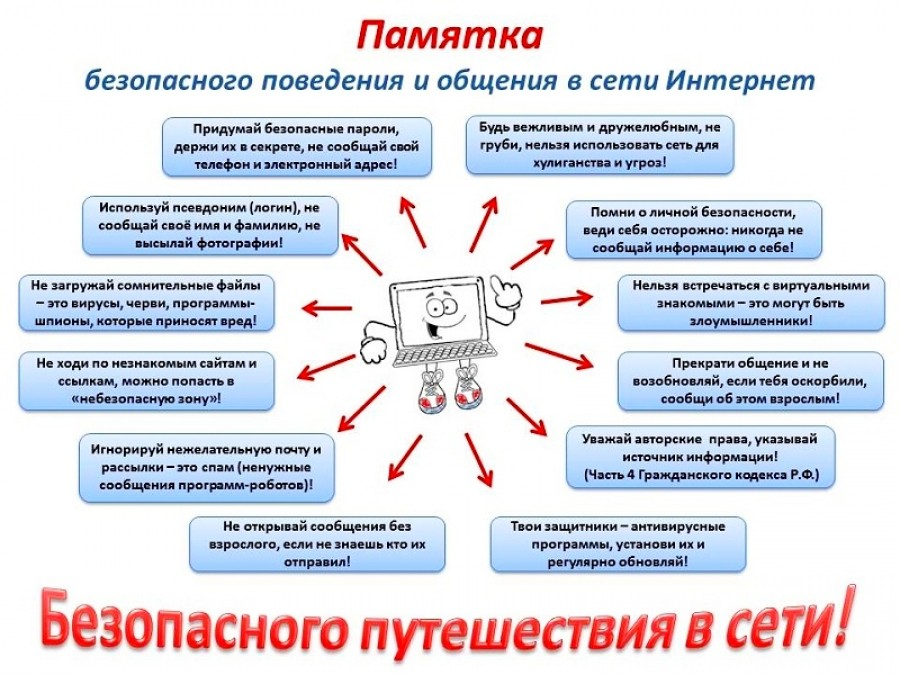 Памятка
безопасного поведения и общения в сети Интернет
Придумай безопасные пароли,
держи их в секрете, не сообщай свой
телефон и электронный адрес!
Будь вежливым и дружелюбным, не
груби, нельзя использовать сеть для
хулиганства и угроз!
Используй псевдоним (логин), не
сообщай своё имя и фамилию, не
высылай фотографии!
Помни о личной безопасности,
веди себя осторожно: никогда не
сообщай информацию о себе!
Не загружай сомнительные файлы
– это вирусы, черви, программы-
шпионы, которые приносят вред!
Нельзя встречаться с виртуальными
знакомыми – это могут быть
злоумышленники!
Не ходи по незнакомым сайтам и
ссылкам, можно попасть в
«небезопасную зону»!
Прекрати общение и не
возобновляй, если тебя оскорбили,
сообщи об этом взрослым!
Игнорируй нежелательную почту и
рассылки – это спам (ненужные
сообщения программ-роботов)!
Уважай авторские права, указывай
источник информации!
(Часть 4 Гражданского кодекса Р.Ф.)
Не открывай сообщения без
взрослого, если не знаешь кто их
отправил!
Твои защитники – антивирусные
программы, установи их и
регулярно обновляй!
Безопасного путешествия в сети!